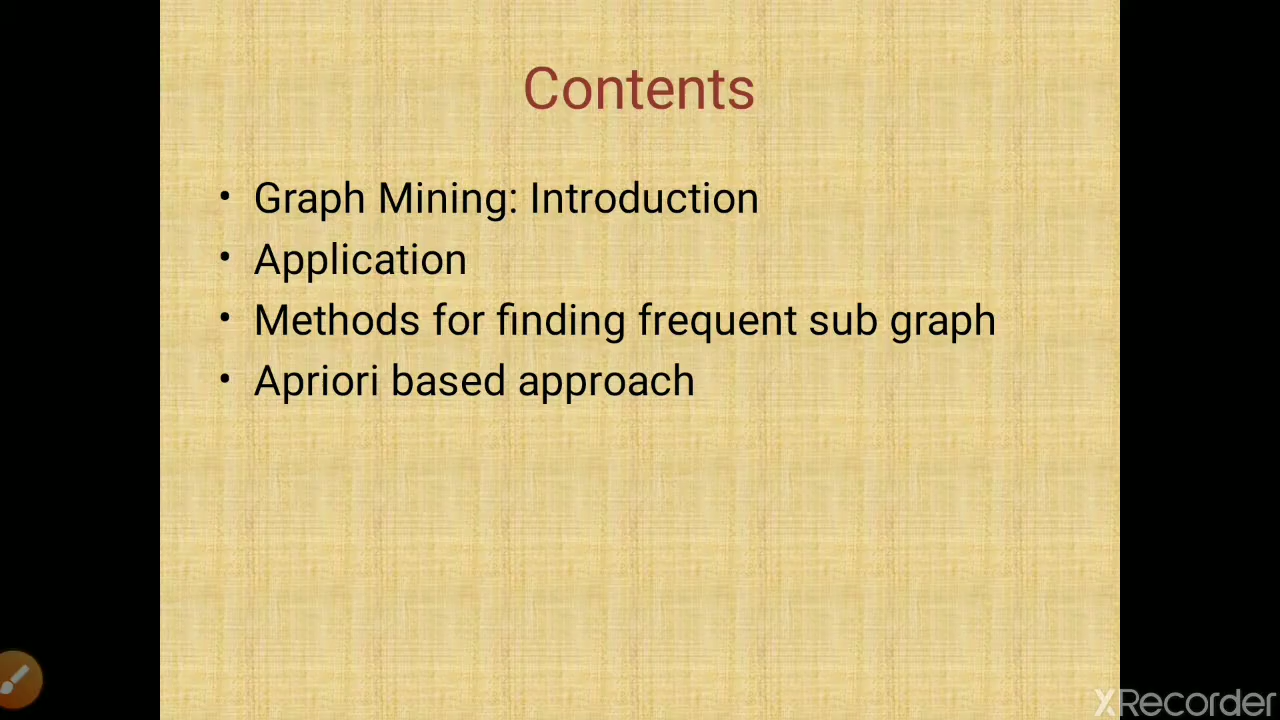 Contents
• Graph Mining: Introduction
• Application
• Methods for finding frequent sub graph
• Apriori based approach
XRecorder